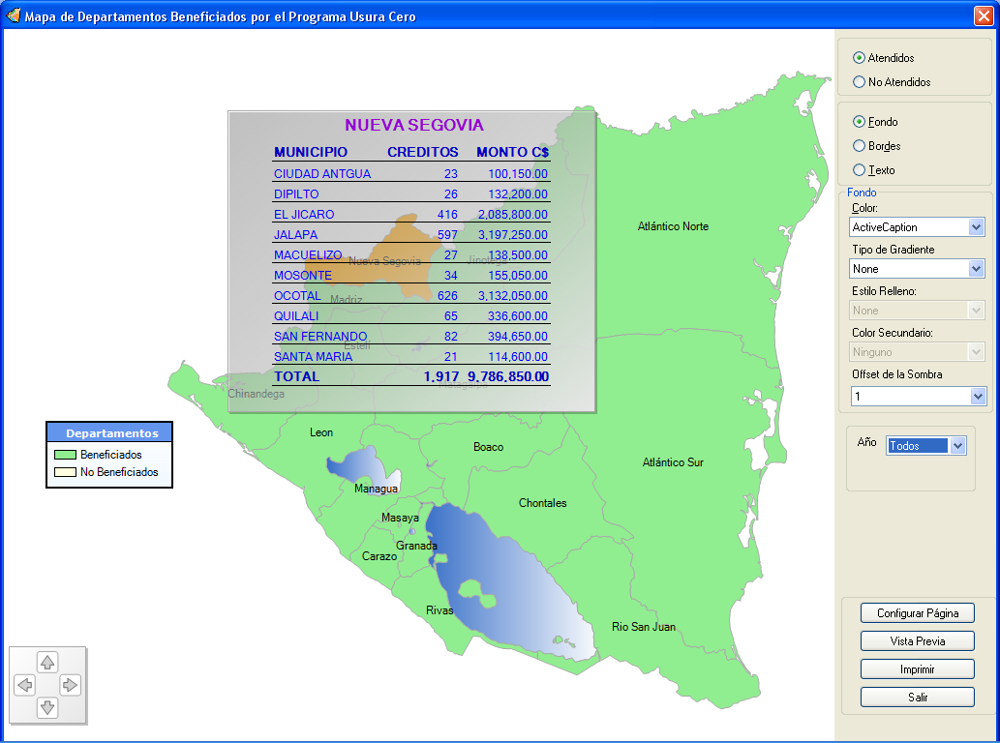 Mapa de Departamentos Beneficiados por el Programa Usura Cero
NUEVA SEGOVIA
MUNICIPIO CREDITOS MONTO C$
CIUDAD ANTGUA 23 100,150.00
DIPILTO 26 132,200.00
EL JICARO 416 2,085,800.00
JALAPA 597 3,197,250.00
MACUELIZO 27 138,500.00
MOSONTE 34 155,050.00
OCOTAL 626 3,132,050.00
QUILALI 65 336,600.00
SAN FERNANDO 82 394,650.00
SANTA MARIA 21 114,600.00
TOTAL 1,917 9,786,850.00
Nueva Segovia
Jinotega
Madriz
Estelí
Matagalpa
Chinandega
Atlántico Norte
Leon
Boaco
Atlántico Sur
Managua
Chontales
Masaya
Granada
Carazo
Rivas
Rio San Juan
Departamentos
Beneficiados
No Beneficiados
Atendidos
No Atendidos
Fondo
Bordes
Texto
Fondo
Color:
ActiveCaption
Tipo de Gradiente
None
Estilo Relleno:
None
Color Secundario:
Ninguno
Offset de la Sombra
1
Año Todos
Configurar Página
Vista Previa
Imprimir
Salir